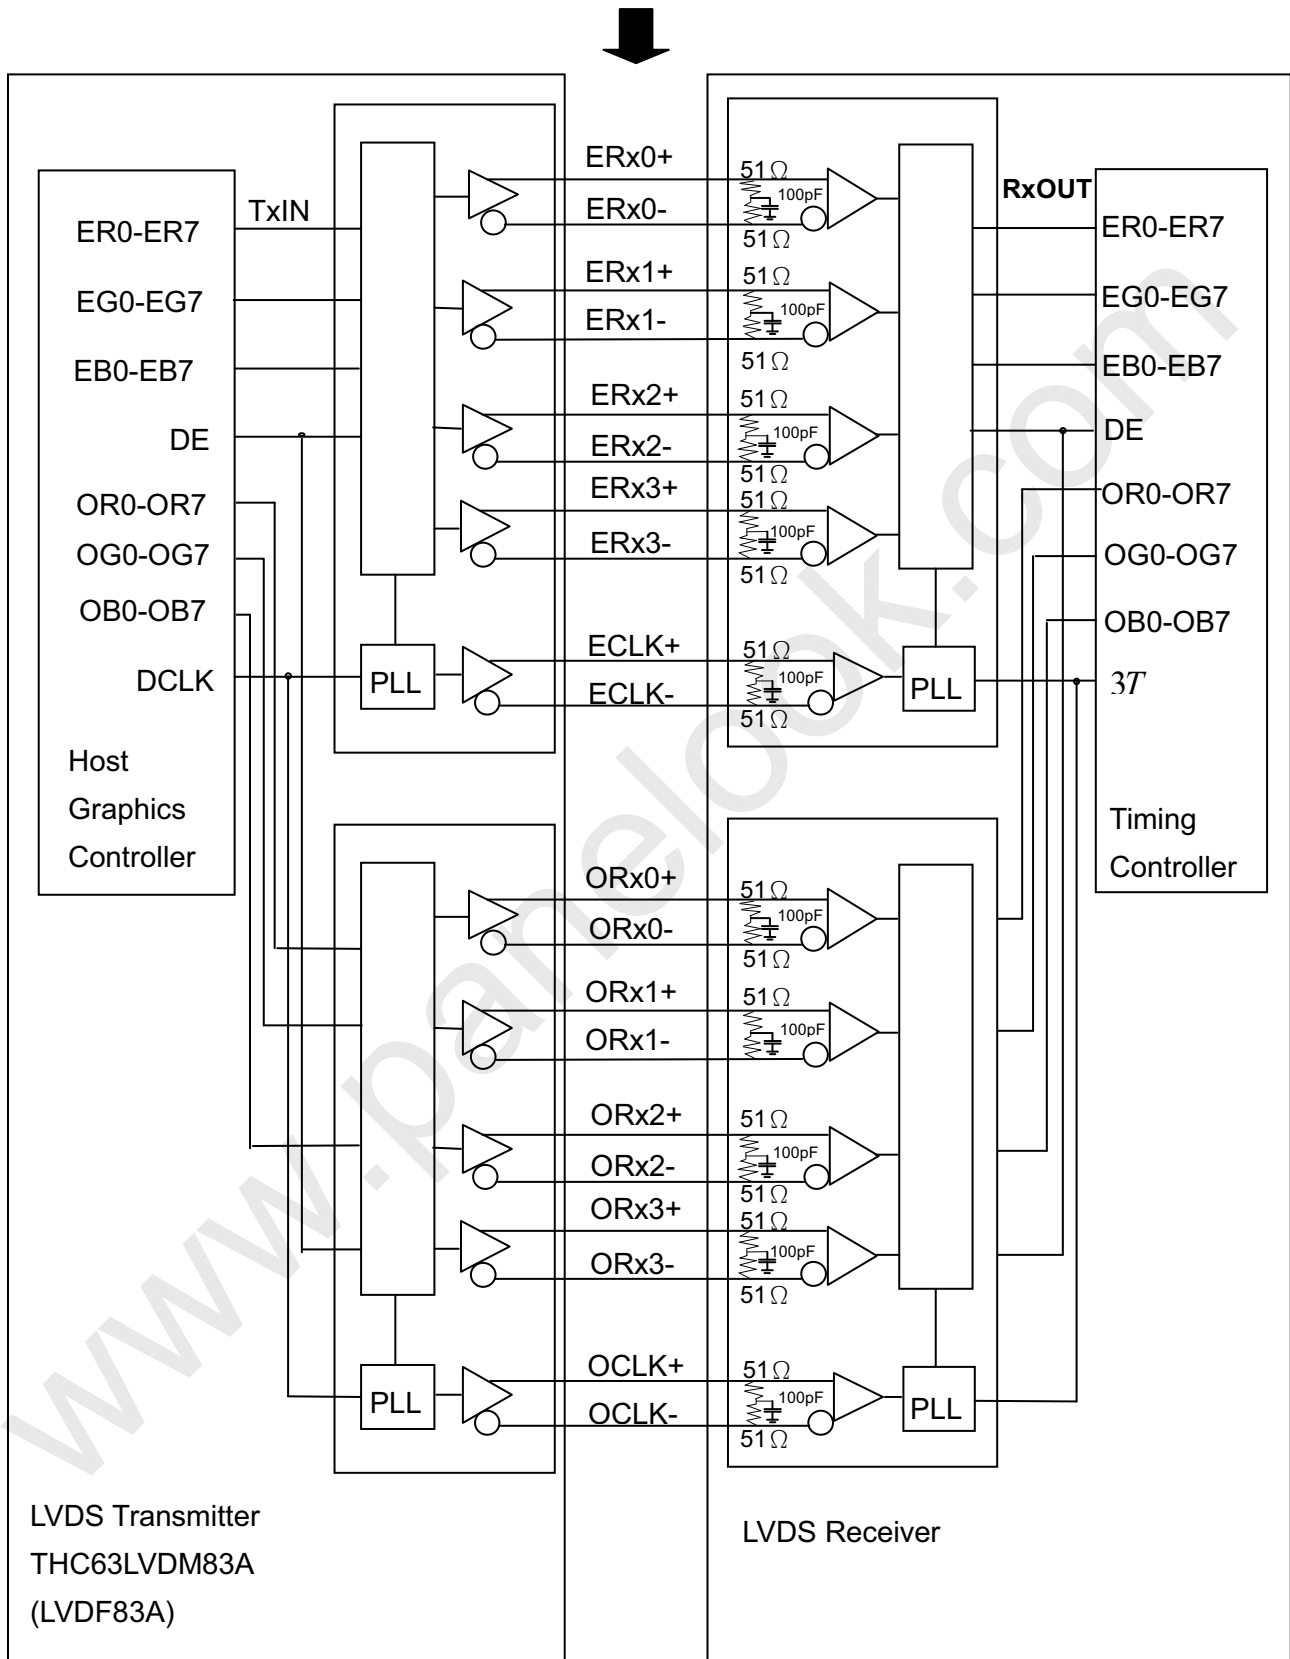 ER0-ER7
EG0-EG7
EB0-EB7
DE
OR0-OR7
OG0-OG7
OB0-OB7
DCLK
Host
Graphics
Controller
TxIN
PLL
ERx0+
ERx0-
ERx1+
ERx1-
ERx2+
ERx2-
ERx3+
ERx3-
ECLK+
ECLK-
51Ω
100pF
51Ω
51Ω
100pF
51Ω
51Ω
100pF
51Ω
51Ω
100pF
51Ω
51Ω
100pF
51Ω
PLL
RxOUT
ER0-ER7
EG0-EG7
EB0-EB7
DE
OR0-OR7
OG0-OG7
OB0-OB7
3T
Timing
Controller
PLL
ORx0+
ORx0-
ORx1+
ORx1-
ORx2+
ORx2-
ORx3+
ORx3-
OCLK+
OCLK-
51Ω
100pF
51Ω
51Ω
100pF
51Ω
100pF
51Ω
51Ω
100pF
51Ω
51Ω
100pF
51Ω
PLL
LVDS Transmitter
THC63LVDM83A
(LVDF83A)
LVDS Receiver
www.panelook.com